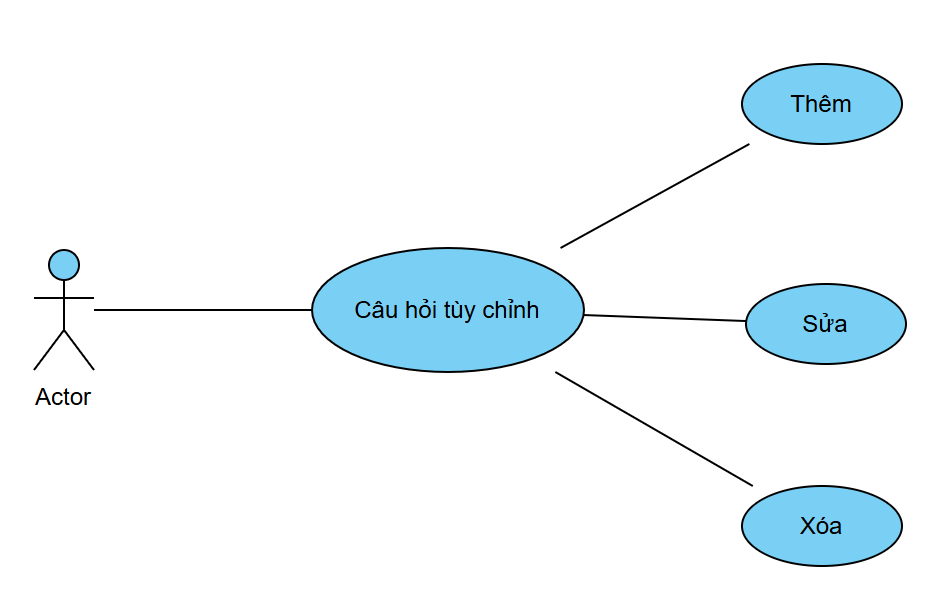 Thêm
Câu hỏi tùy chỉnh
Sửa
Actor
Xóa